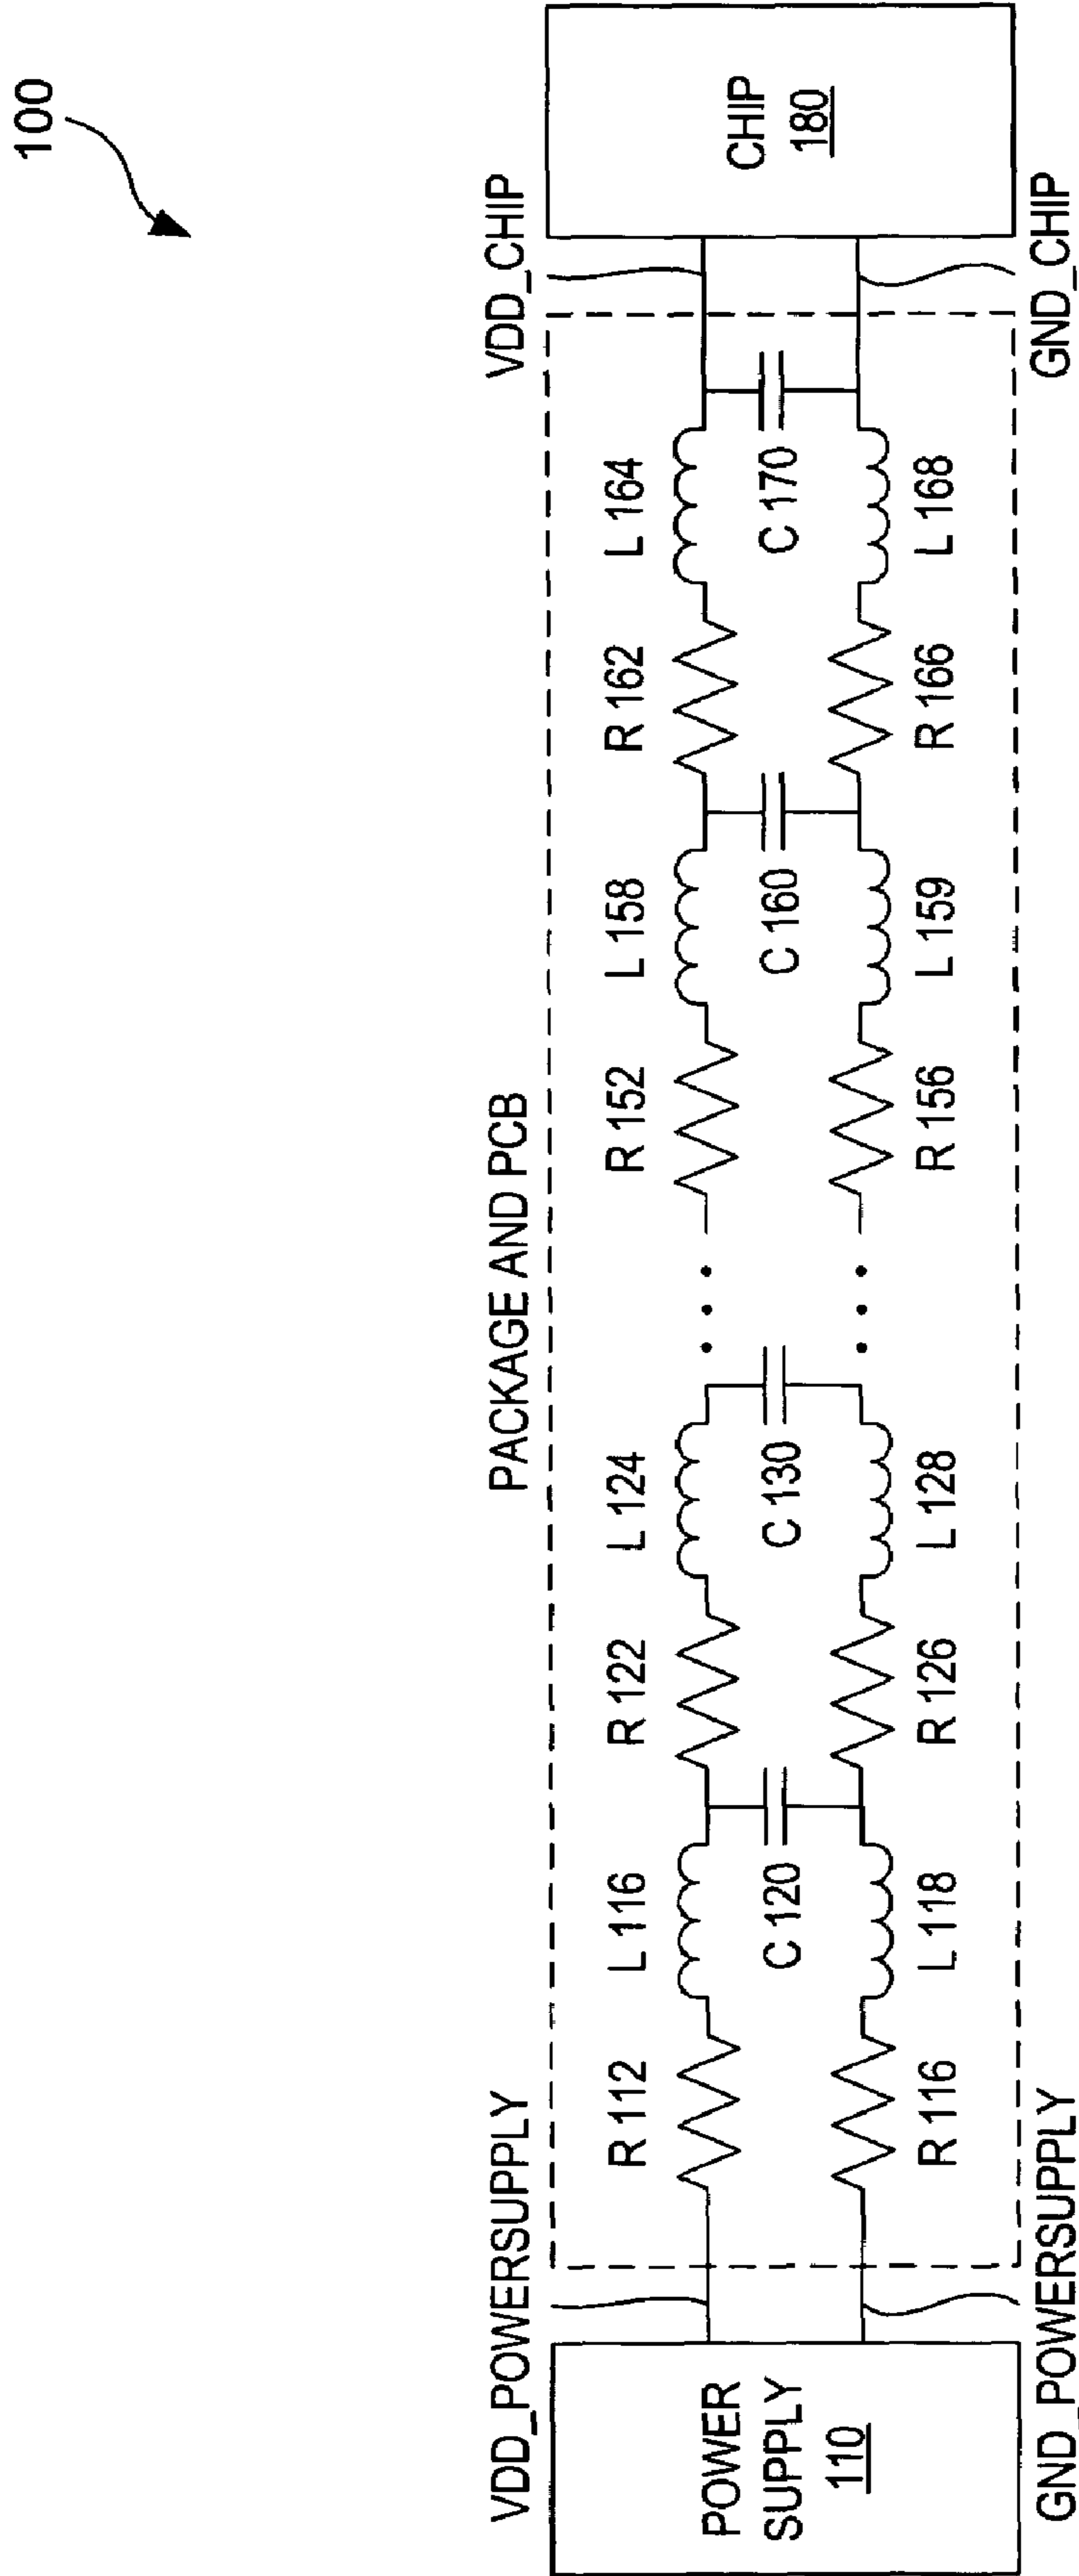 100
PACKAGE AND PCB
VDD_POWERSUPPLY
VDD_CHIP
R 112
L 116
R 122
L 124
R 152
L 158
R 162
L 164
POWER
SUPPLY
110
C 120
C 130
C 160
C 170
CHIP
180
R 116
L 118
R 126
L 128
R 156
L 159
R 166
L 168
GND_POWERSUPPLY
GND_CHIP